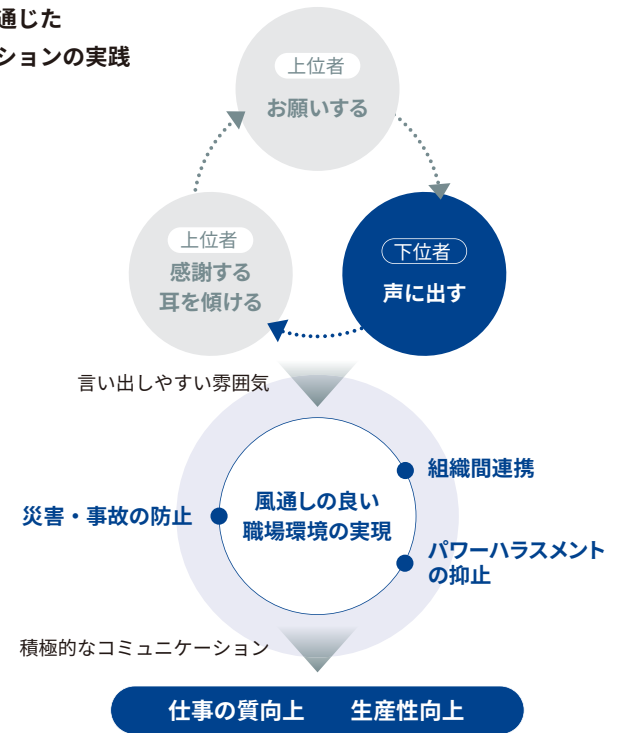 通じた
ションの実践
上位者
お願いする
上位者
感謝する
耳を傾ける
下位者
声に出す
言い出しやすい雰囲気
風通しの良い
職場環境の実現
組織間連携
災害・事故の防止
パワーハラスメント
の抑止
積極的なコミュニケーション
仕事の質向上 生産性向上